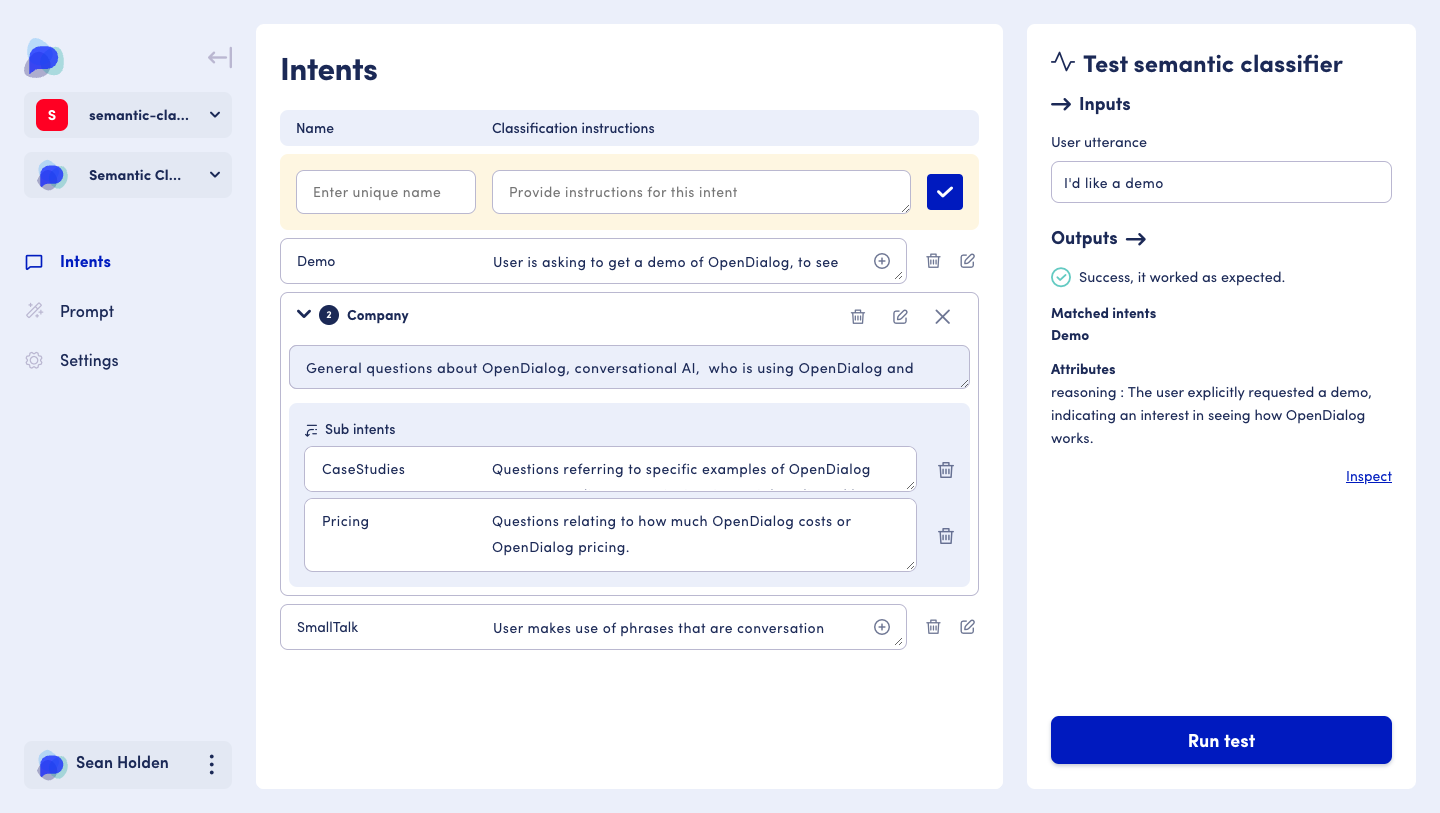 S
semantic-cla...
Semantic Cl...
Intents
Prompt
Settings
Sean Holden
Intents
Name
Classification instructions
Enter unique name
Provide instructions for this intent
Demo
User is asking to get a demo of OpenDialog, to see
2
Company
General questions about OpenDialog, conversational AI,  who is using OpenDialog and
Sub intents
CaseStudies
Questions referring to specific examples of OpenDialog
Pricing
Questions relating to how much OpenDialog costs or
OpenDialog pricing.
SmallTalk
User makes use of phrases that are conversation
Test semantic classifier
Inputs
User utterance
I'd like a demo
Outputs
Success, it worked as expected.
Matched intents
Demo
Attributes
reasoning : The user explicitly requested a demo,
indicating an interest in seeing how OpenDialog
works.
Inspect
Run test